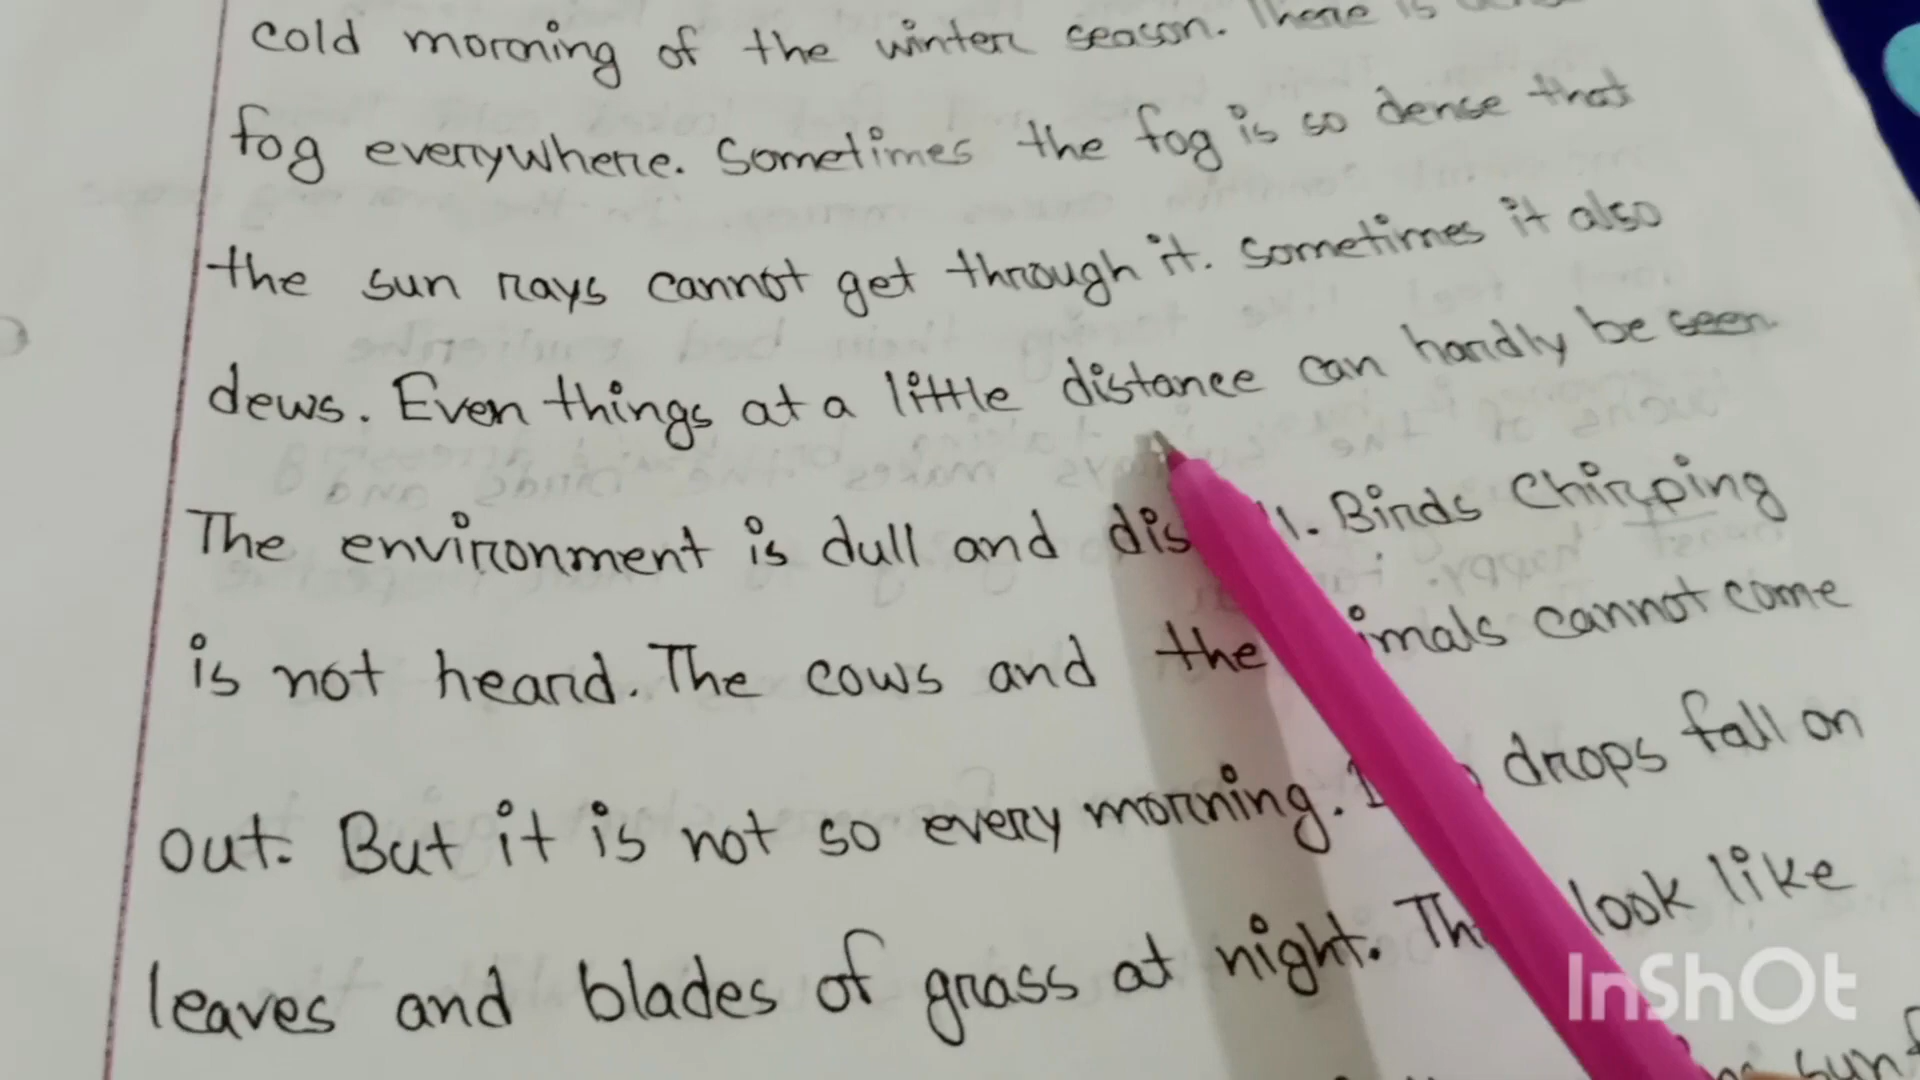 cold morning of the winter season. There is
fog everywhere. Sometimes the fog is so dense that
the sun rays cannot get through it. Sometimes it also
dews. Even things at a little distance can hardly be seen
The environment is dull and Birds Chirping
is not heard. The cows and the cannot come
out. But it is not so every morning. drops fall on
leaves and blades of grass at night. look like
sun
InShOt